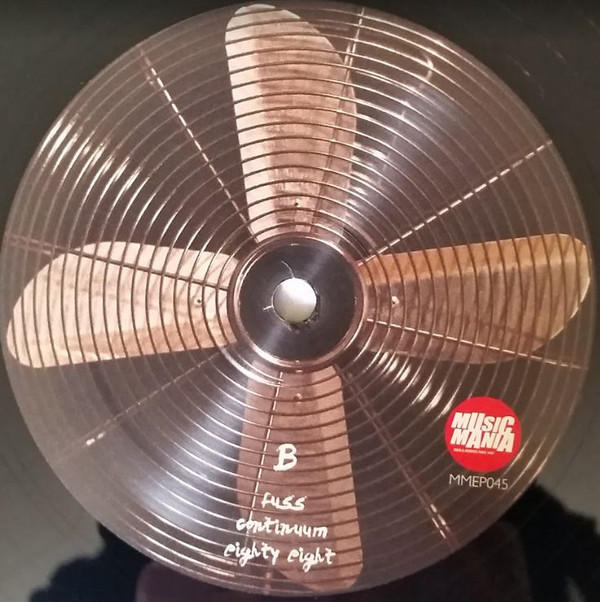 B
fuss
continuum
eighty eight
MUSIC
MANIA
MMEP045